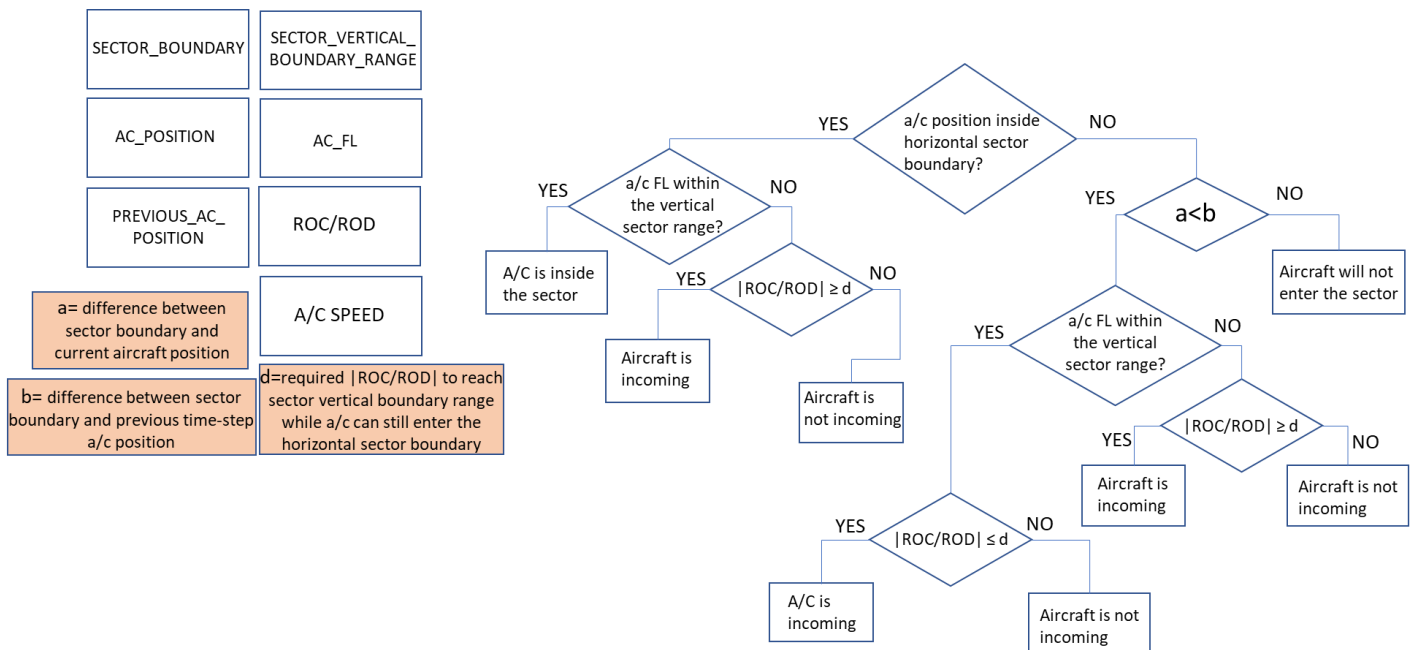 SECTOR_BOUNDARY
SECTOR_VERTICAL_
BOUNDARY_RANGE
AC_POSITION
AC_FL
PREVIOUS_AC_
POSITION
ROC/ROD
A/C SPEED
a= difference between
sector boundary and
current aircraft position
b= difference between sector
boundary and previous time-step
a/c position
d=required |ROC/ROD| to reach
sector vertical boundary range
while a/c can still enter the
horizontal sector boundary
a/c position inside
horizontal sector
boundary?
YES
NO
a/c FL within
the vertical
sector range?
YES
NO
A/C is inside
the sector
|ROC/ROD| ≥ d
YES
NO
Aircraft is
incoming
Aircraft is
not incoming
a<b
YES
NO
Aircraft will not
enter the sector
a/c FL within
the vertical
sector range?
YES
NO
|ROC/ROD| ≥ d
YES
NO
Aircraft is
incoming
Aircraft is not
incoming
|ROC/ROD| ≤ d
YES
NO
A/C is
incoming
Aircraft is not
incoming